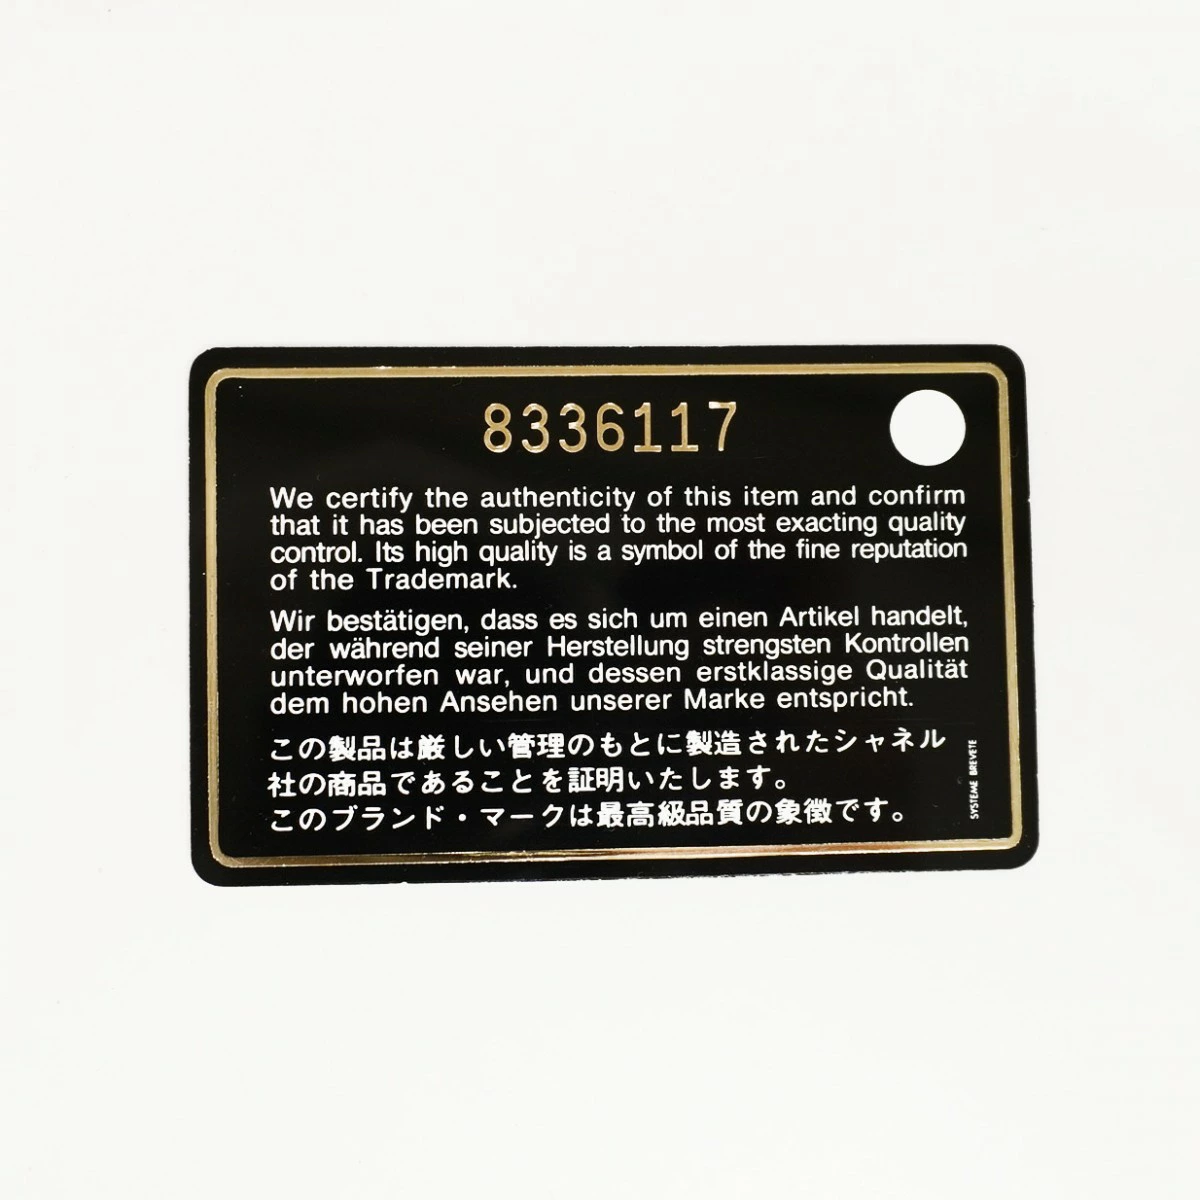 8336117
We certify the authenticity of this item and confirm
that it has been subjected to the most exacting quality
control. Its high quality is a symbol of the fine reputation
of the Trademark.
Wir bestätigen, dass es sich um einen Artikel handelt,
der während seiner Herstellung strengsten Kontrollen
unterworfen war, und dessen erstklassige Qualität
dem hohen Ansehen unserer Marke entspricht.
この製品は厳しい管理のもとに製造されたシャネル
社の商品であることを証明いたします。
このブランド・マークは最高級品質の象徴です。
SYSTEME BREVETE